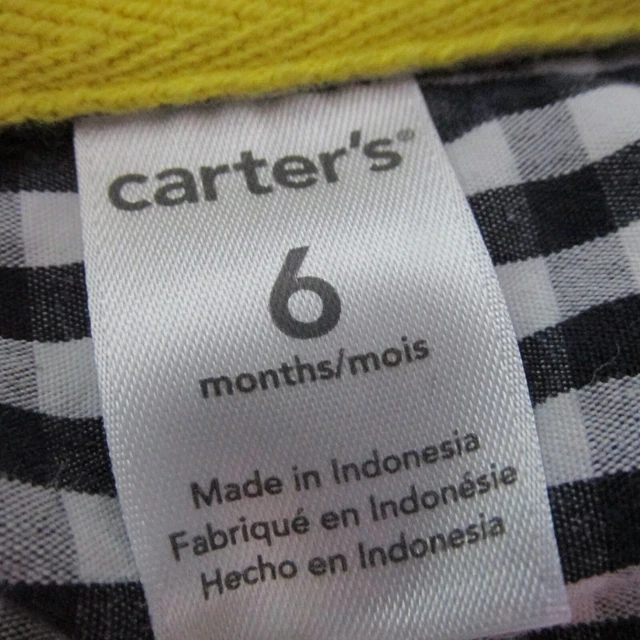 carter's®
6
months/mois
Made in Indonesia
Fabriqué en Indonésie
Hecho en Indonesia